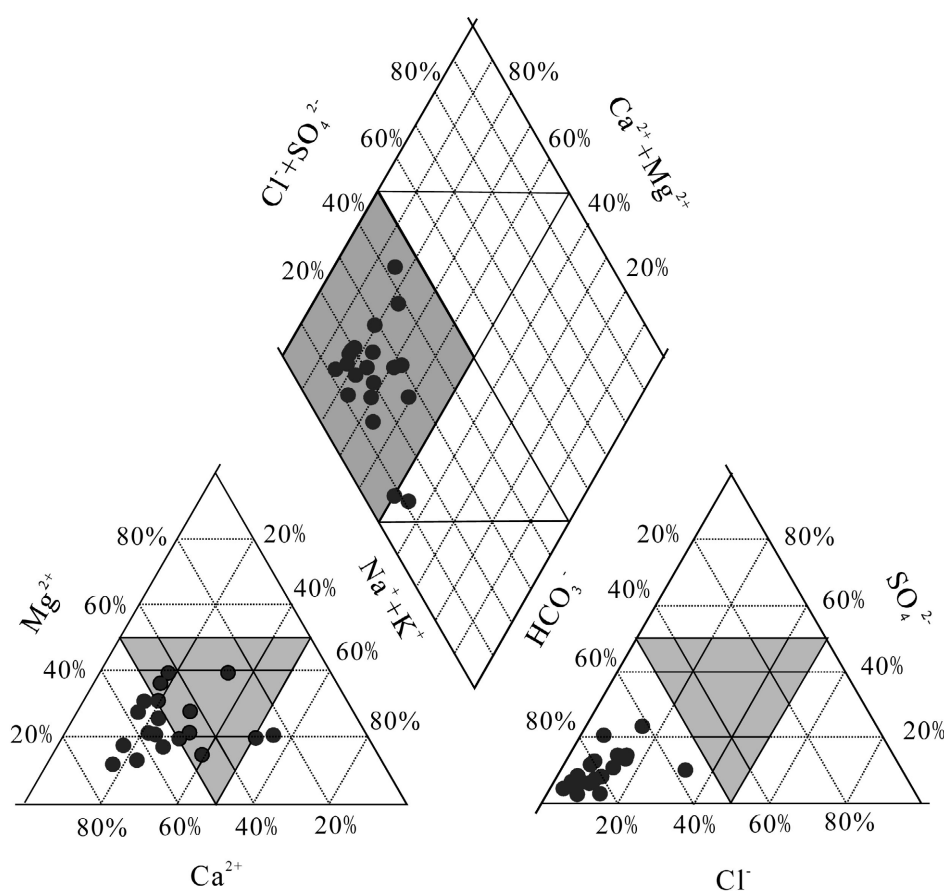 80% 80%
Cl⁻+SO₄²⁻
Ca²⁺+Mg²⁺
60% 60%
40% 40%
20% 20%
Mg²⁺
Na⁺+K⁺
HCO₃⁻
SO₄²⁻
80% 20% 20% 80%
60% 40% 40% 60%
40% 60% 60% 40%
20% 80% 80% 20%
80% 60% 40% 20%
20% 40% 60% 80%
Ca²⁺
Cl⁻